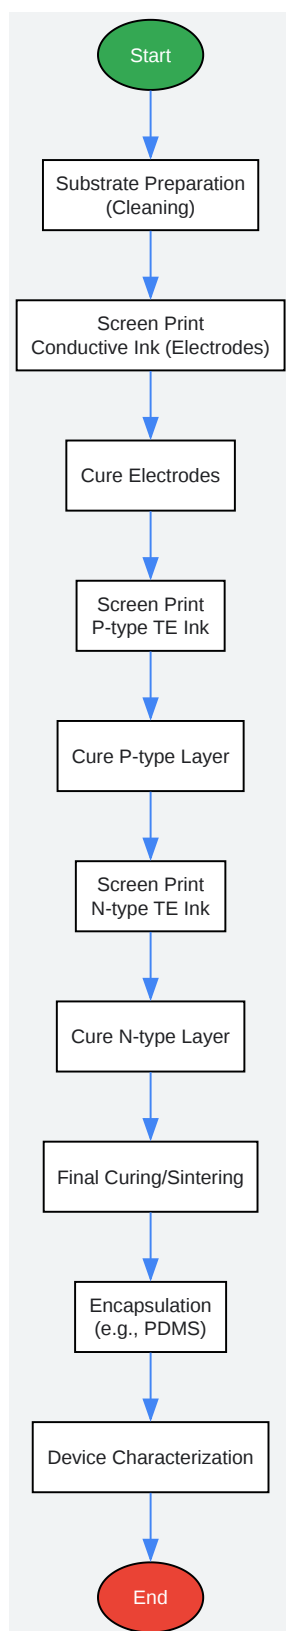 Start
Substrate Preparation
(Cleaning)
Screen Print
Conductive Ink (Electrodes)
Cure Electrodes
Screen Print
P-type TE Ink
Cure P-type Layer
Screen Print
N-type TE Ink
Cure N-type Layer
Final Curing/Sintering
Encapsulation
(e.g., PDMS)
Device Characterization
End